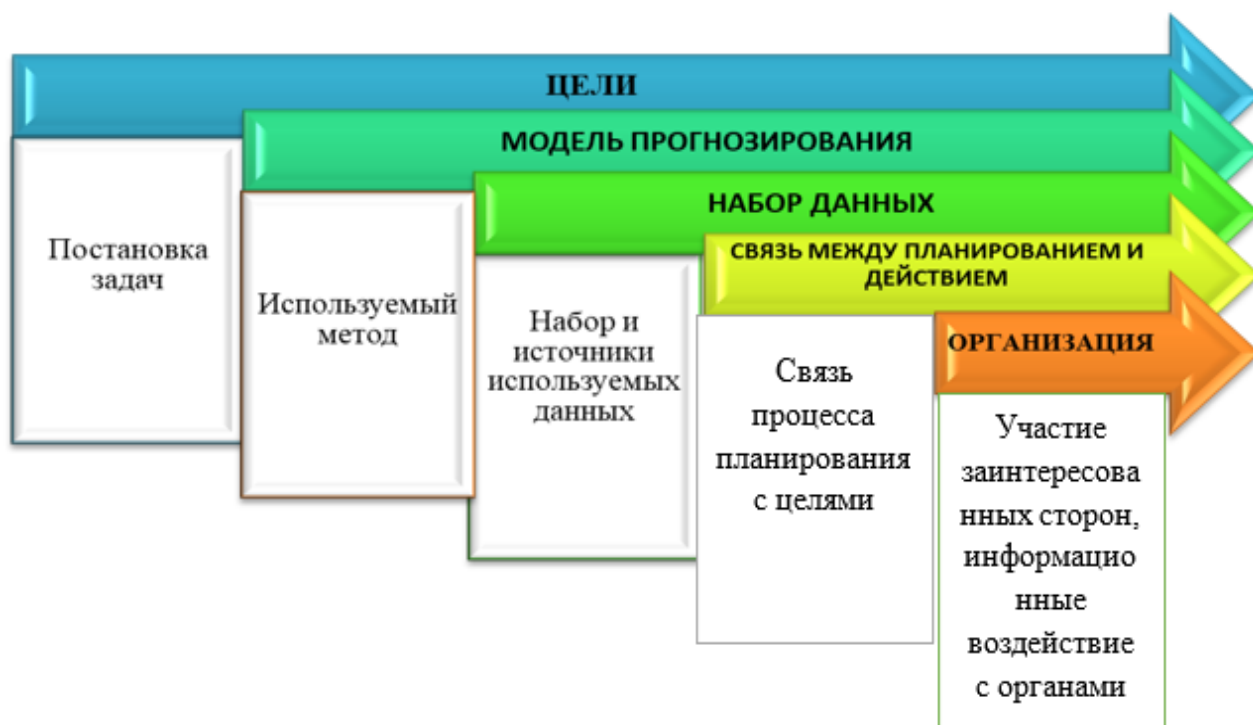 ЦЕЛИ
Постановка
задач
МОДЕЛЬ ПРОГНОЗИРОВАНИЯ
Используемый
метод
НАБОР ДАННЫХ
Набор и
источники
используемых
данных
СВЯЗЬ МЕЖДУ ПЛАНИРОВАНИЕМ И
ДЕЙСТВИЕМ
Связь
процесса
планирования
с целями
ОРГАНИЗАЦИЯ
Участие
заинтересова
нных сторон,
информацио
нные
воздействие
с органами